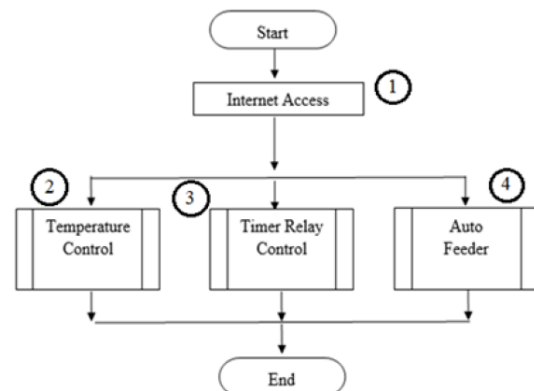 Start
1
Internet Access
2
3
4
Temperature
Control
Timer Relay
Control
Auto
Feeder
End